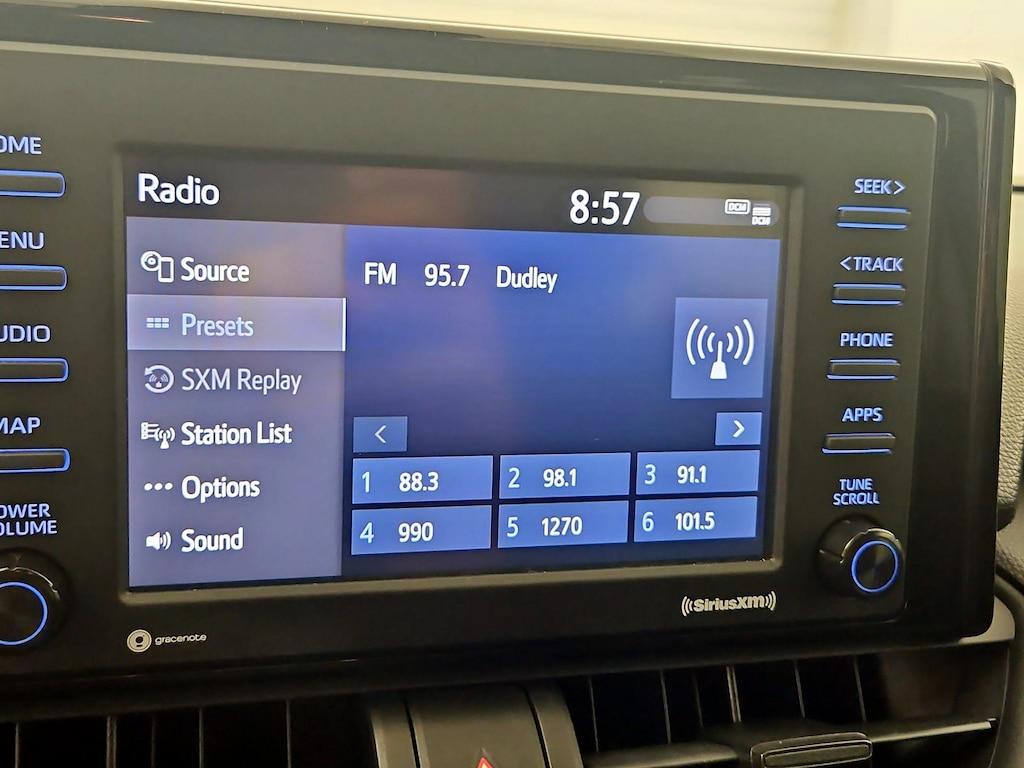 Radio 8:57 DCM DCM
Source
Presets
SXM Replay
Station List
Options
Sound
FM 95.7 Dudley
< >
1 88.3 2 98.1 3 91.1
4 990 5 1270 6 101.5
OME
ENU
UDIO
MAP
OWER
OLUME
SEEK>
<TRACK
PHONE
APPS
TUNE
SCROLL
gracenote
((SiriusXM))